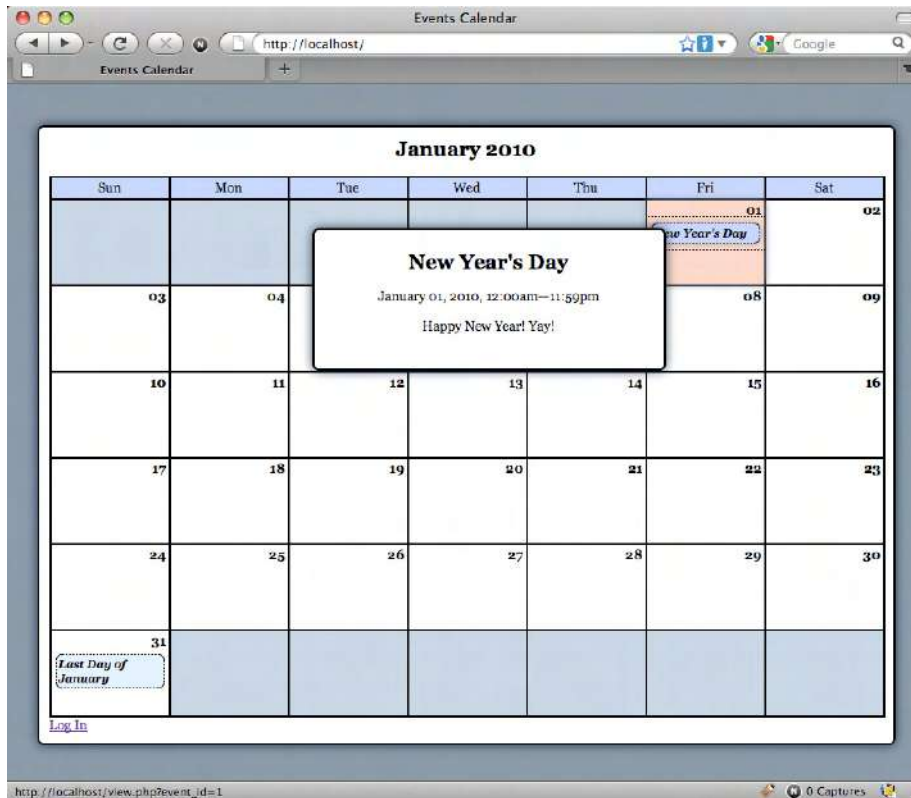 Events Calendar
http://localhost/
Google
Events Calendar
+
January 2010
Sun Mon Tue Wed Thu Fri Sat
01 02
New Year's Day
New Year's Day
January 01, 2010, 12:00am—11:59pm
Happy New Year! Yay!
03 04 08 09
10 11 12 13 14 15 16
17 18 19 20 21 22 23
24 25 26 27 28 29 30
31
Last Day of
January
Log In
http://localhost/view.php?event_id=1
0 Captures